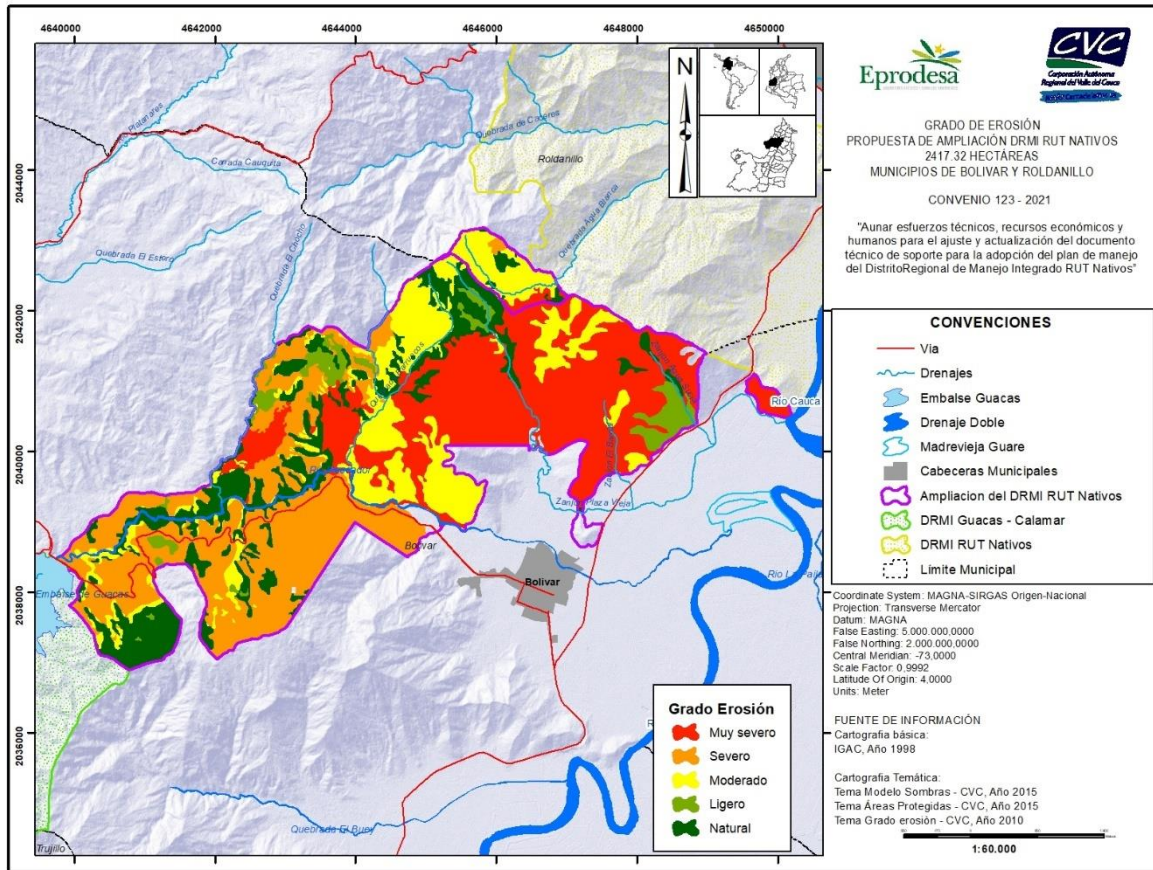 4640000
4642000
4644000
4646000
4648000
4650000
2044000
2042000
2040000
2038000
2036000
N
Platanares
Cañada Cauquita
Quebrada El Estero
Quebrada El Chocho
Quebrada de Cáceres
Roldanillo
Quebrada Agua Blanca
Río Cauca
Zanjón Plaza Vieja
Bolívar
Bolívar
Embalse de Guacas
Quebrada El Buey
Trujillo
Grado Erosión
Muy severo
Severo
Moderado
Ligero
Natural
Eprodesa
CVC
Corporación Autónoma
Regional del Valle del Cauca
GRADO DE EROSIÓN
PROPUESTA DE AMPLIACIÓN DRMI RUT NATIVOS
2417.32 HECTÁREAS
MUNICIPIOS DE BOLIVAR Y ROLDANILLO
CONVENIO 123 - 2021
"Aunar esfuerzos técnicos, recursos económicos y
humanos para el ajuste y actualización del documento
técnico de soporte para la adopción del plan de manejo
del DistritoRegional de Manejo Integrado RUT Nativos"
CONVENCIONES
Via
Drenajes
Embalse Guacas
Drenaje Doble
Madrevieja Guare
Cabeceras Municipales
Ampliacion del DRMI RUT Nativos
DRMI Guacas - Calamar
DRMI RUT Nativos
Límite Municipal
Coordinate System: MAGNA-SIRGAS Origen-Nacional
Projection: Transverse Mercator
Datum: MAGNA
False Easting: 5.000.000,0000
False Northing: 2.000.000,0000
Central Meridian: -73,0000
Scale Factor: 0,9992
Latitude Of Origin: 4,0000
Units: Meter
FUENTE DE INFORMACIÓN
Cartografía básica:
IGAC, Año 1998
Cartografía Temática:
Tema Modelo Sombras - CVC, Año 2015
Tema Áreas Protegidas - CVC, Año 2015
Tema Grado erosión - CVC, Año 2010
1:60.000